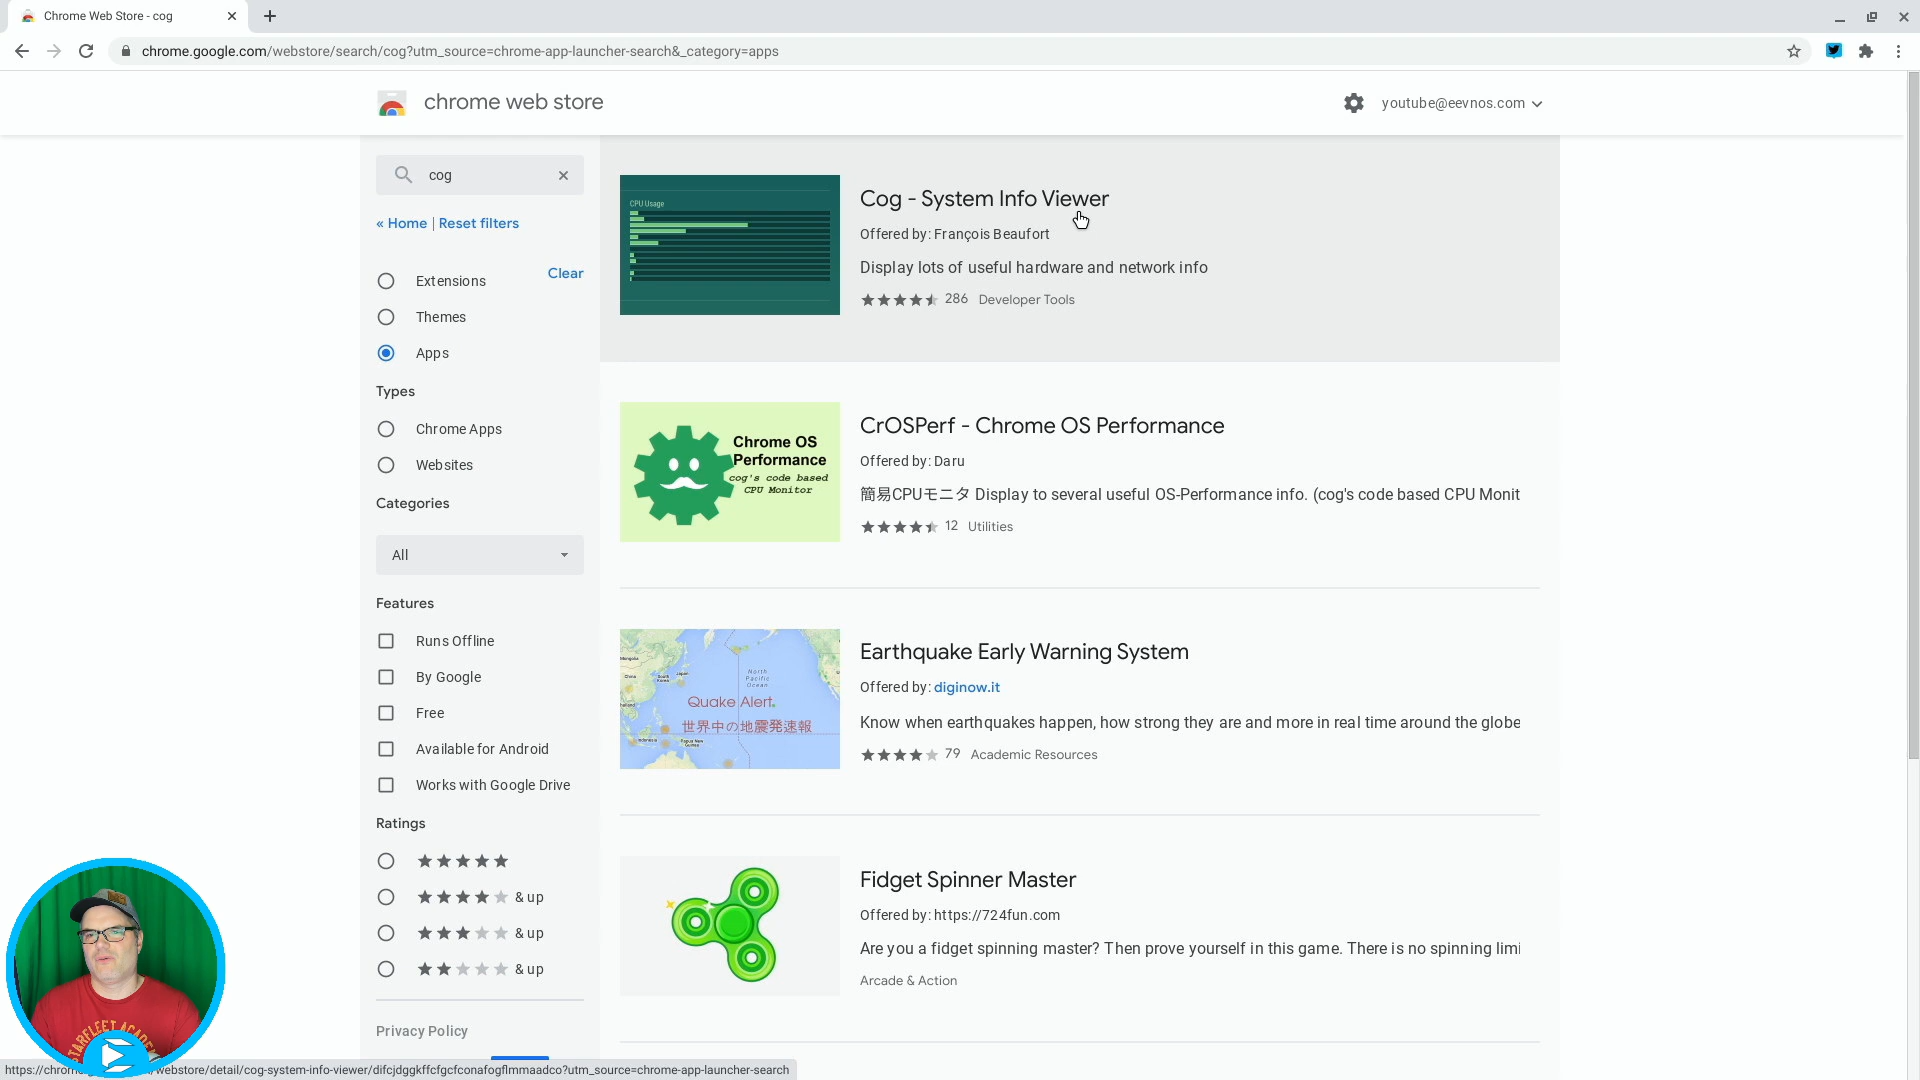 Chrome Web Store - cog
chrome.google.com/webstore/search/cog?utm_source=chrome-app-launcher-search&_category=apps
chrome web store
youtube@eevnos.com
cog
« Home | Reset filters
Extensions
Clear
Themes
Apps
Types
Chrome Apps
Websites
Categories
All
Features
Runs Offline
By Google
Free
Available for Android
Works with Google Drive
Ratings
& up
& up
& up
Privacy Policy
CPU Usage
Cog - System Info Viewer
Offered by: François Beaufort
Display lots of useful hardware and network info
286 Developer Tools
Chrome OS
Performance
cog's code based
CPU Monitor
CrOSPerf - Chrome OS Performance
Offered by: Daru
簡易CPUモニタ Display to several useful OS-Performance info. (cog's code based CPU Monit
12 Utilities
North
Pacific
Ocean
Quake Alert.
世界中の地震発速報
Earthquake Early Warning System
Offered by: diginow.it
Know when earthquakes happen, how strong they are and more in real time around the globe
79 Academic Resources
Fidget Spinner Master
Offered by: https://724fun.com
Are you a fidget spinning master? Then prove yourself in this game. There is no spinning limi
Arcade & Action
STARFLEET ACADE
https://chrom
webstore/detail/cog-system-info-viewer/difcjdggkffcfgcfconafogflmmaadco?utm_source=chrome-app-launcher-search